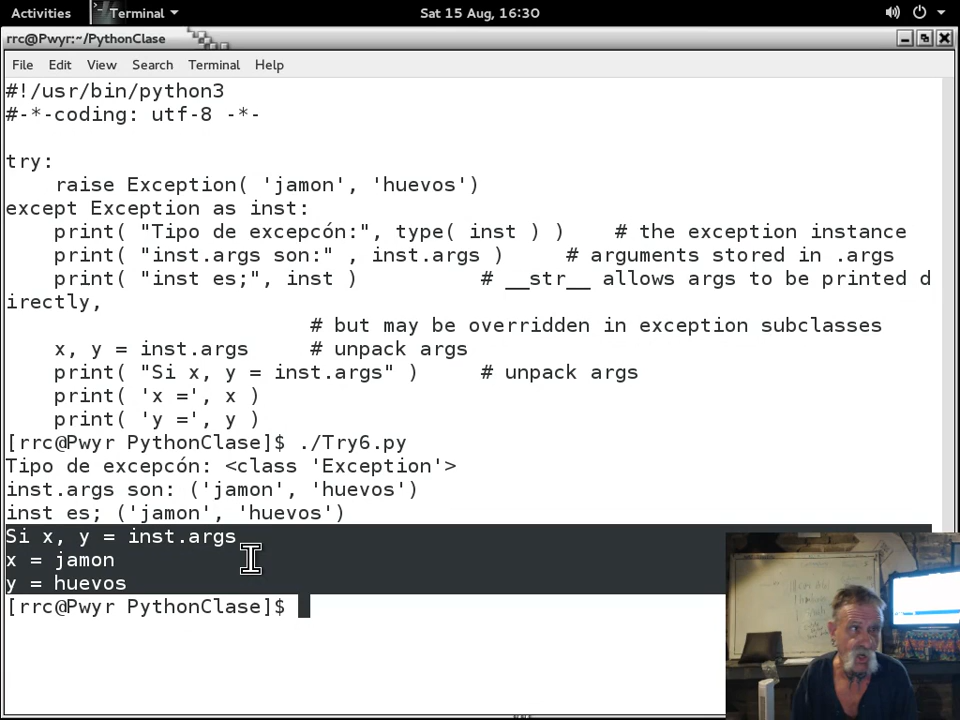 Activities Terminal Sat 15 Aug, 16:30
rrc@Pwyr:~/PythonClase
File Edit View Search Terminal Help
#!/usr/bin/python3
#-*-coding: utf-8 -*-
try:
    raise Exception( 'jamon', 'huevos')
except Exception as inst:
    print( "Tipo de excepcón:", type( inst ) )    # the exception instance
    print( "inst.args son:" , inst.args )     # arguments stored in .args
    print( "inst es;", inst )          # __str__ allows args to be printed d
irectly,
                         # but may be overridden in exception subclasses
    x, y = inst.args     # unpack args
    print( "Si x, y = inst.args" )     # unpack args
    print( 'x =', x )
    print( 'y =', y )
[rrc@Pwyr PythonClase]$ ./Try6.py
Tipo de excepcón: <class 'Exception'>
inst.args son: ('jamon', 'huevos')
inst es; ('jamon', 'huevos')
Si x, y = inst.args
x = jamon
y = huevos
[rrc@Pwyr PythonClase]$